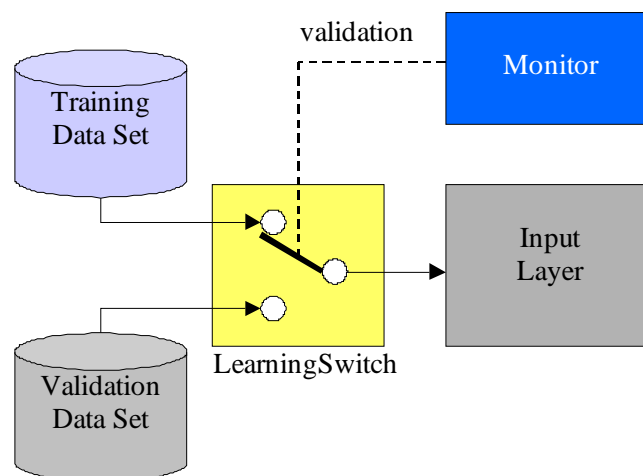 validation
Monitor
Training
Data Set
Input
Layer
LearningSwitch
Validation
Data Set